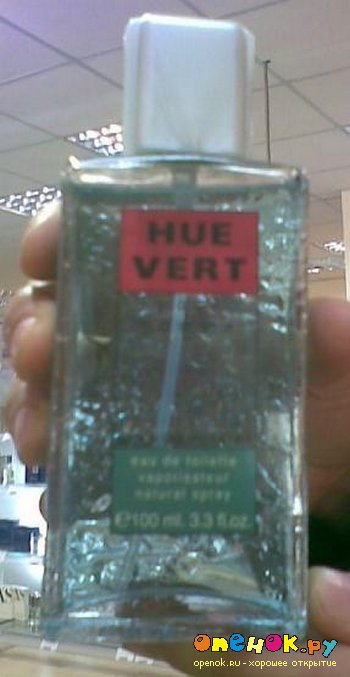 HUE
VERT
eau de toilette
vaporisateur
natural spray
℮100 ml. 3.3 fl.oz.
опёнок.ру
openok.ru - хорошее открытие